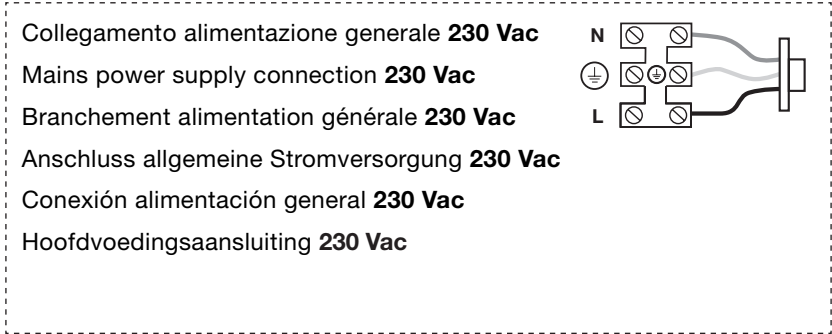 Collegamento alimentazione generale 230 Vac
Mains power supply connection 230 Vac
Branchement alimentation générale 230 Vac
Anschluss allgemeine Stromversorgung 230 Vac
Conexión alimentación general 230 Vac
Hoofdvoedingsaansluiting 230 Vac
N
L